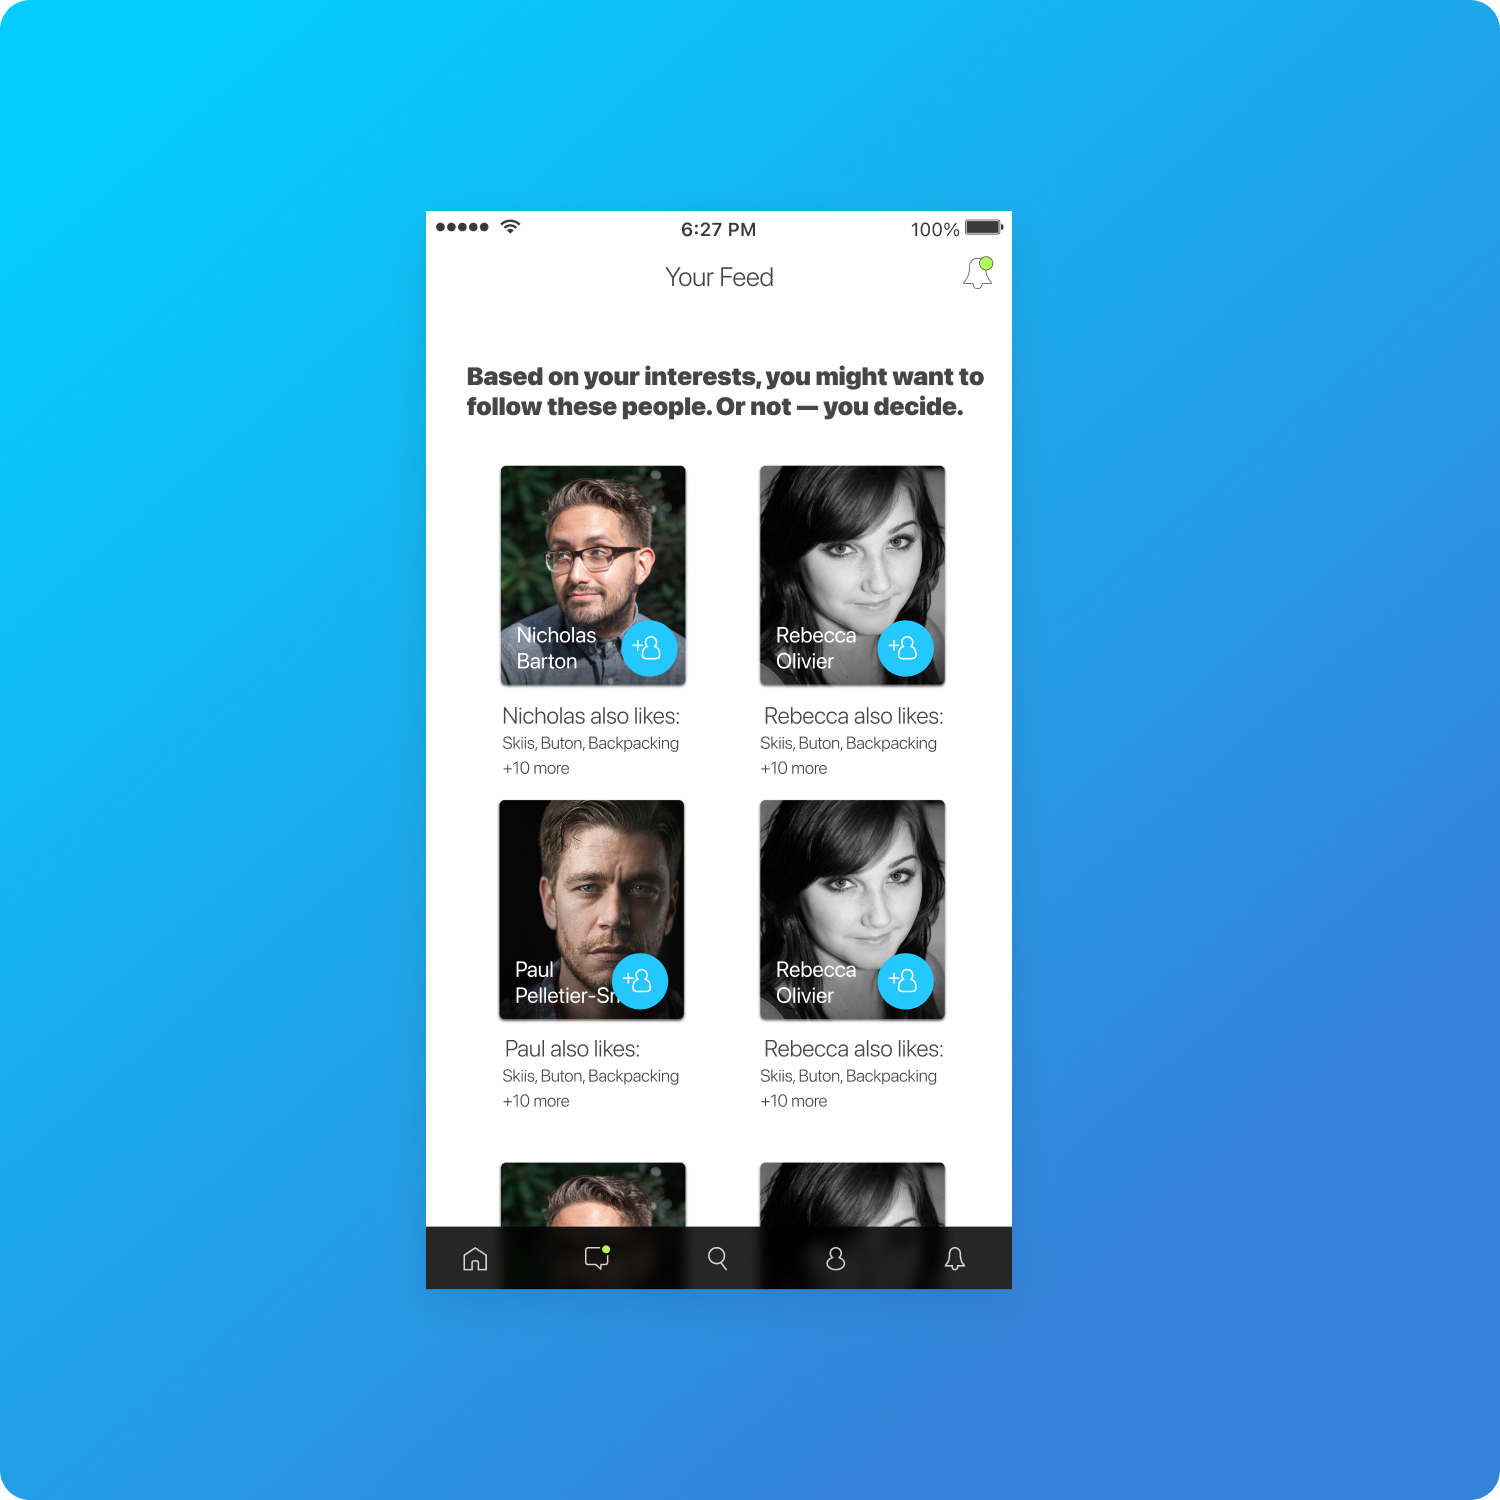 6:27 PM
100%
Your Feed
Based on your interests, you might want to
follow these people. Or not — you decide.
Nicholas
Barton
Rebecca
Olivier
Nicholas also likes:
Skiis, Buton, Backpacking
+10 more
Rebecca also likes:
Skiis, Buton, Backpacking
+10 more
Paul
Pelletier-Sm
Rebecca
Olivier
Paul also likes:
Skiis, Buton, Backpacking
+10 more
Rebecca also likes:
Skiis, Buton, Backpacking
+10 more